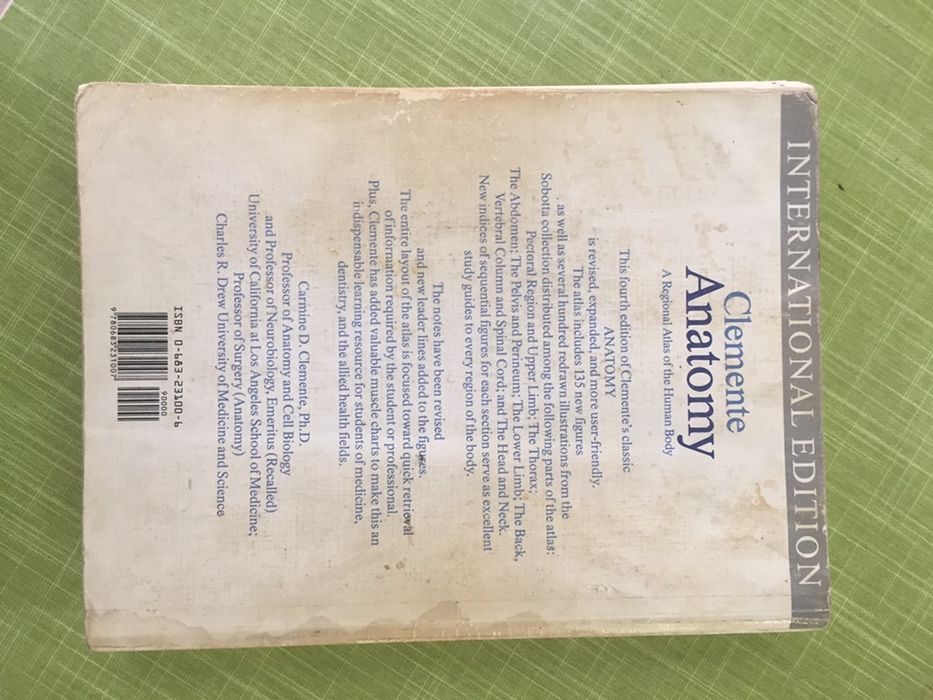 INTERNATIONAL EDITION
Clemente
Anatomy
A Regional Atlas of the Human Body
This fourth edition of Clemente's classic
ANATOMY
is revised, expanded, and more user-friendly.
The atlas includes 135 new figures
as well as several hundred redrawn illustrations from the
Sobotta collection distributed among the following parts of the atlas:
Pectoral Region and Upper Limb; The Thorax;
The Abdomen; The Pelvis and Perineum; The Lower Limb; The Back,
Vertebral Column and Spinal Cord; and The Head and Neck.
New indices of sequential figures for each section serve as excellent
study guides to every region of the body.
The notes have been revised
and new leader lines added to the figures.
The entire layout of the atlas is focused toward quick retrieval
of information required by the student or professional.
Plus, Clemente has added valuable muscle charts to make this an
indispensable learning resource for students of medicine,
dentistry, and the allied health fields.
Carmine D. Clemente, Ph.D.
Professor of Anatomy and Cell Biology
and Professor of Neurobiology, Emeritus (Recalled)
University of California at Los Angeles School of Medicine;
Professor of Surgery (Anatomy)
Charles R. Drew University of Medicine and Science
ISBN 0-683-23100-6
90000
9 780683 231007